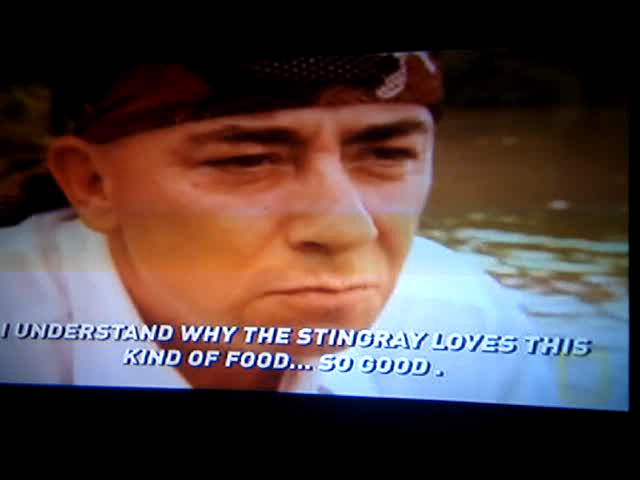 I UNDERSTAND WHY THE STINGRAY LOVES THIS
KIND OF FOOD... SO GOOD.